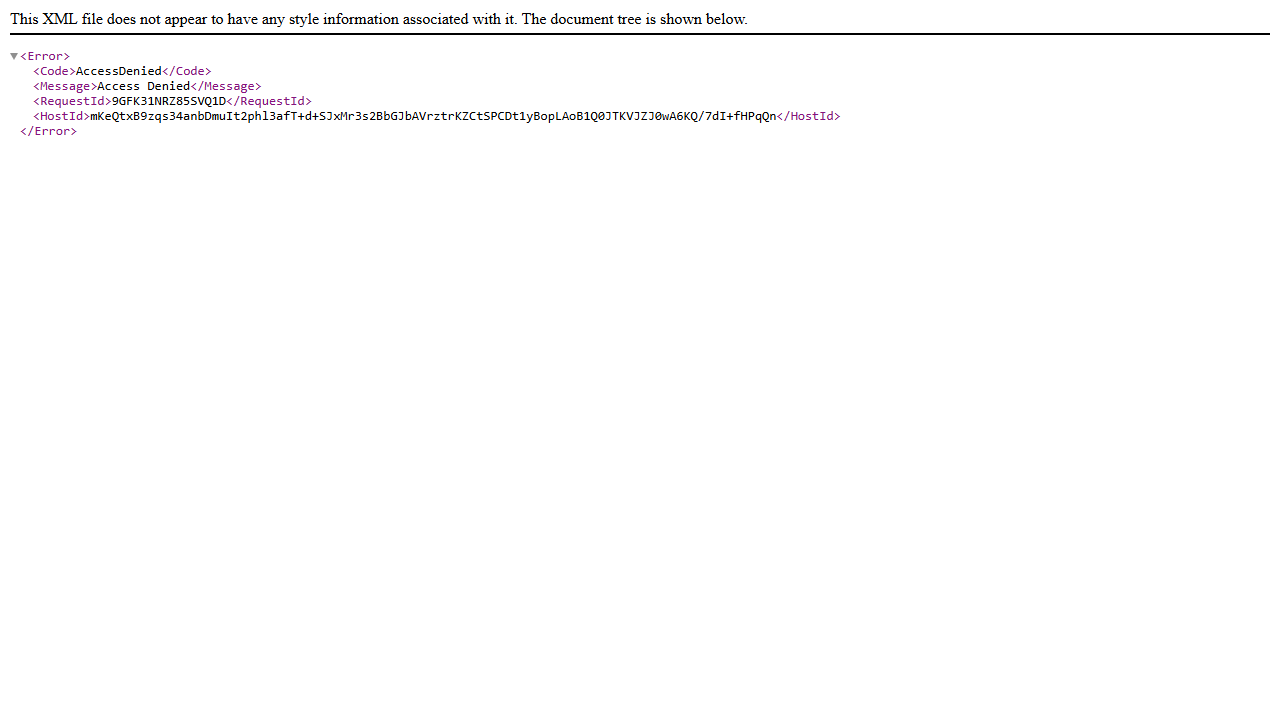 This XML file does not appear to have any style information associated with it. The document tree is shown below.
▼<Error>
<Code>AccessDenied</Code>
<Message>Access Denied</Message>
<RequestId>9GFK31NRZ85SVQ1D</RequestId>
<HostId>mKeQtxB9zqs34anbDmuIt2phl3afT+d+SJxMr3s2BbGJbAVrztrKZCtSPCDt1yBopLAoB1Q0JTKVJZJ0wA6KQ/7dI+fHPqQn</HostId>
</Error>